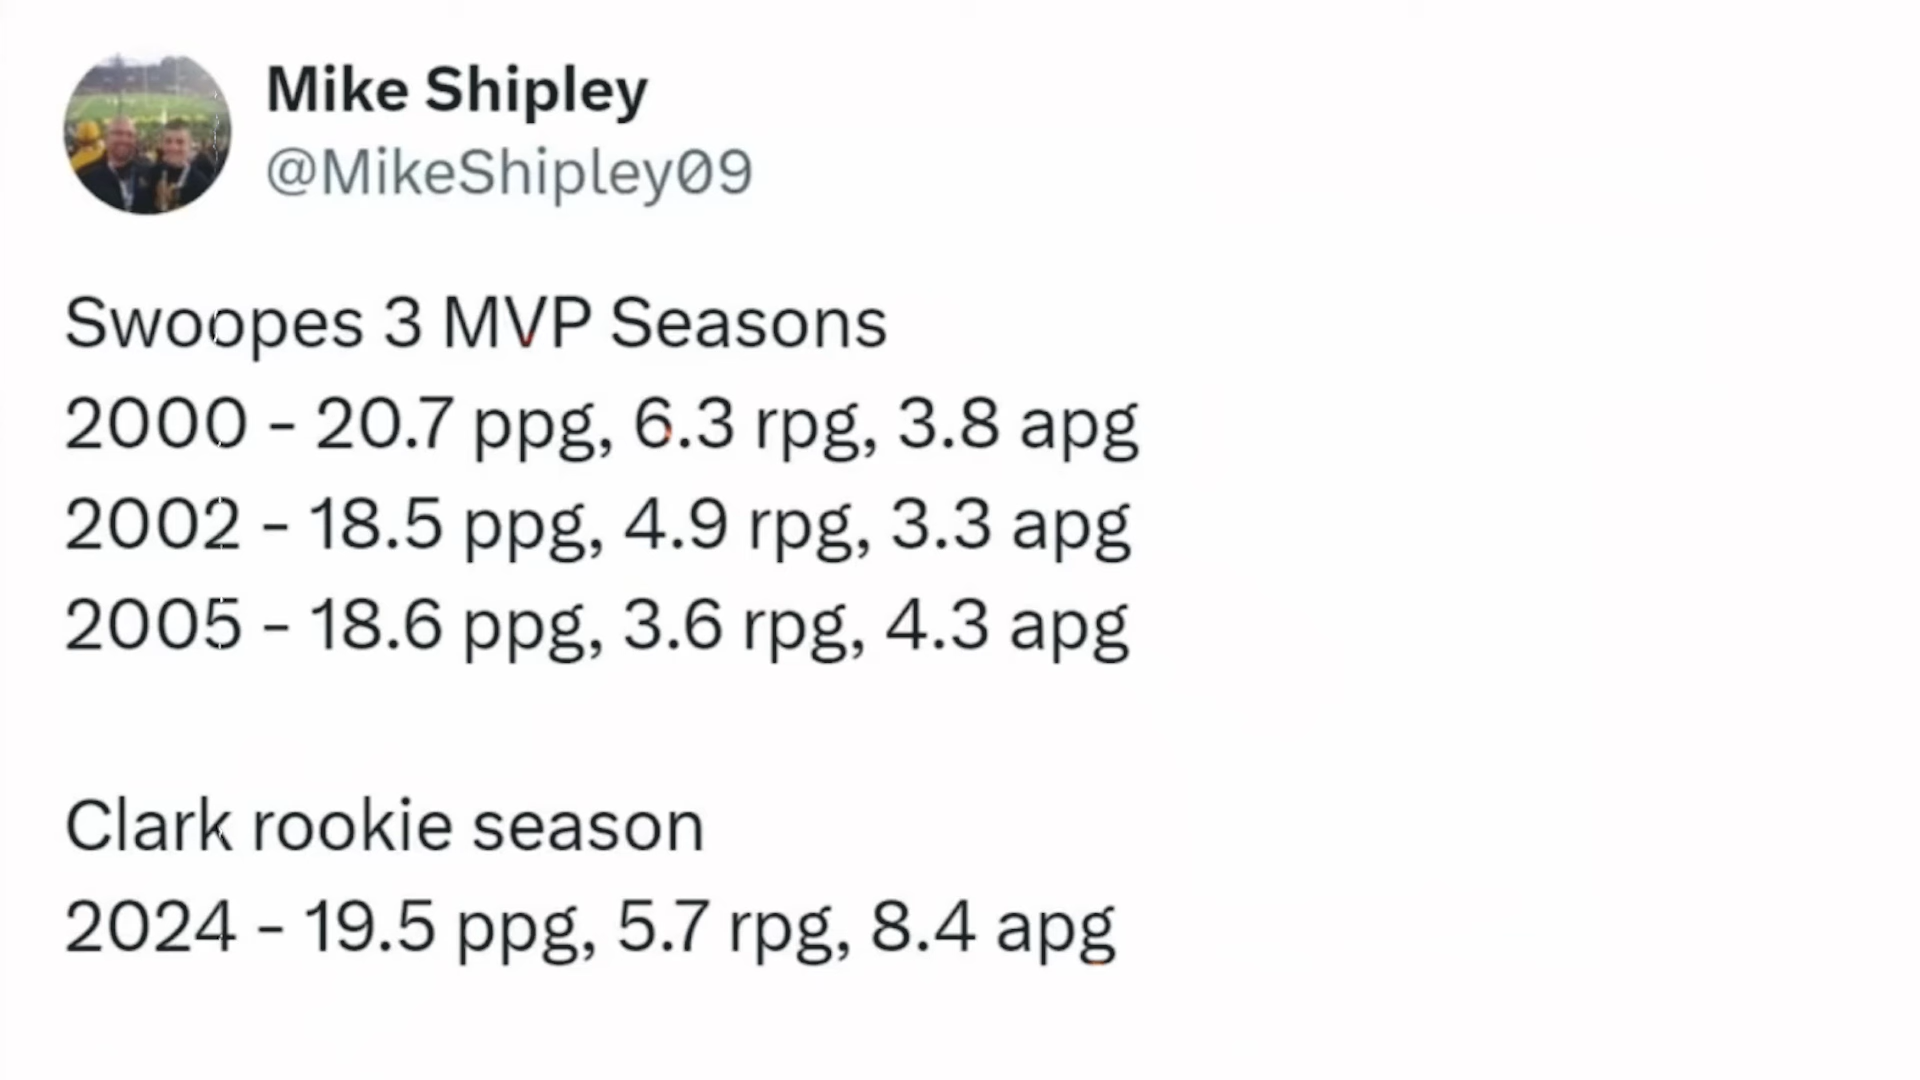 Mike Shipley
@MikeShipley09
Swoopes 3 MVP Seasons
2000 - 20.7 ppg, 6.3 rpg, 3.8 apg
2002 - 18.5 ppg, 4.9 rpg, 3.3 apg
2005 - 18.6 ppg, 3.6 rpg, 4.3 apg
Clark rookie season
2024 - 19.5 ppg, 5.7 rpg, 8.4 apg